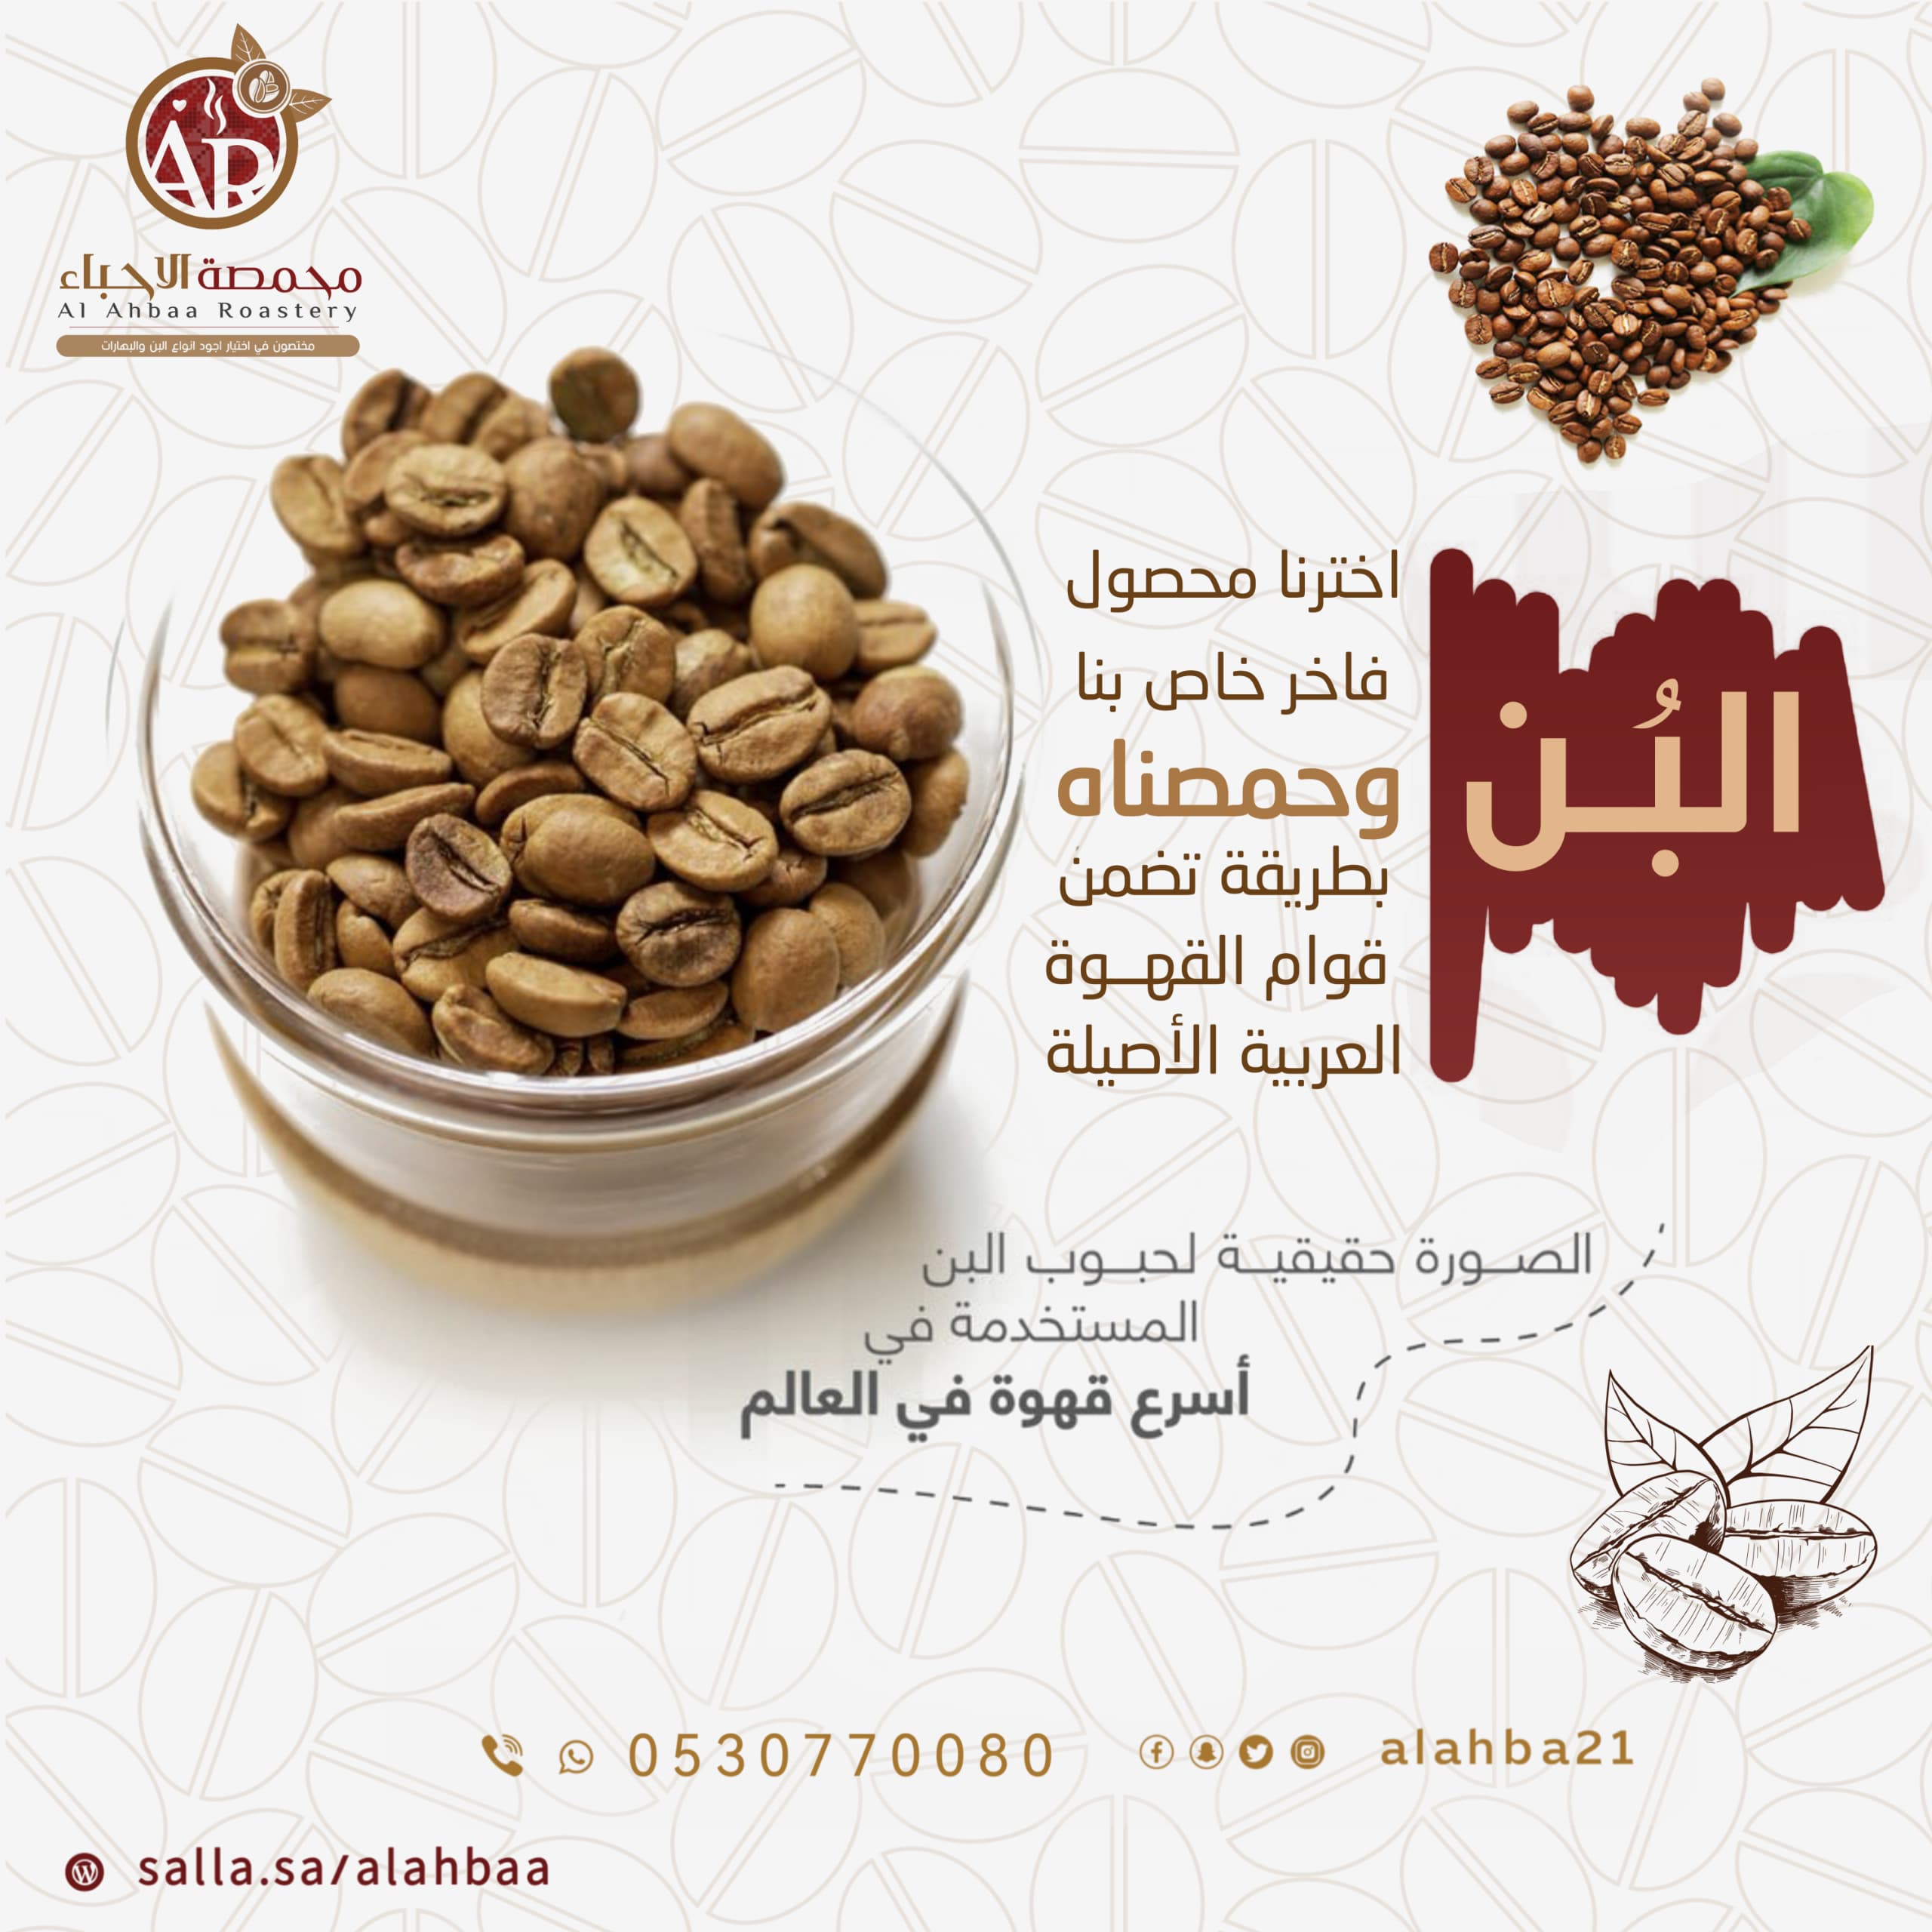 AR
محمصة الاحباء
Al Ahbaa Roastery
مختصون في اختيار اجود انواع البن والبهارات
البُـن
اخترنا محصول
فاخر خاص بنا
وحمصناه
بطريقة تضمن
قوام القهـوة
العربية الأصيلة
الصـورة حقيقيـة لحبـوب البن
المستخدمة في
أسرع قهوة في العالم
0530770080
alahba21
salla.sa/alahbaa